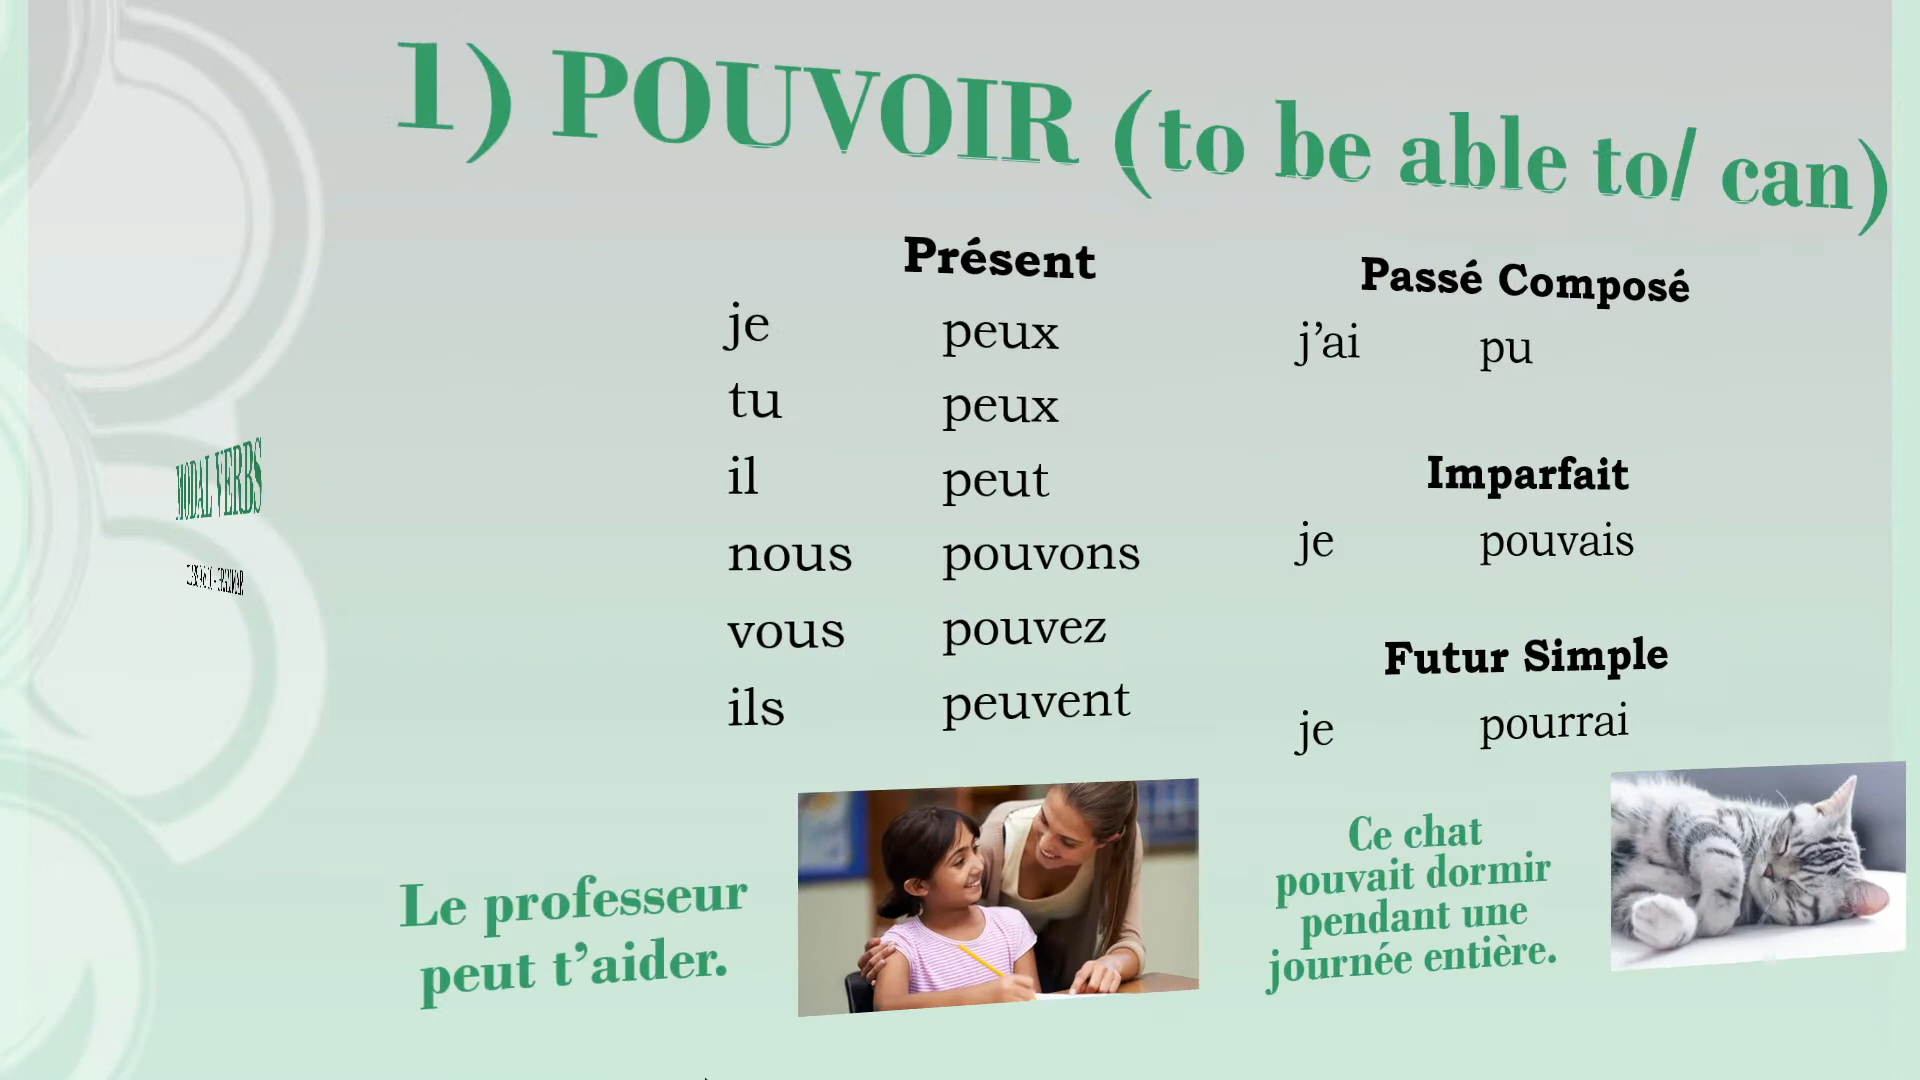 1) POUVOIR (to be able to/ can)
Présent
je peux
tu peux
il peut
nous pouvons
vous pouvez
ils peuvent
Passé Composé
j’ai pu
Imparfait
je pouvais
Futur Simple
je pourrai
MODAL VERBS
Le professeur
peut t’aider.
Ce chat
pouvait dormir
pendant une
journée entière.